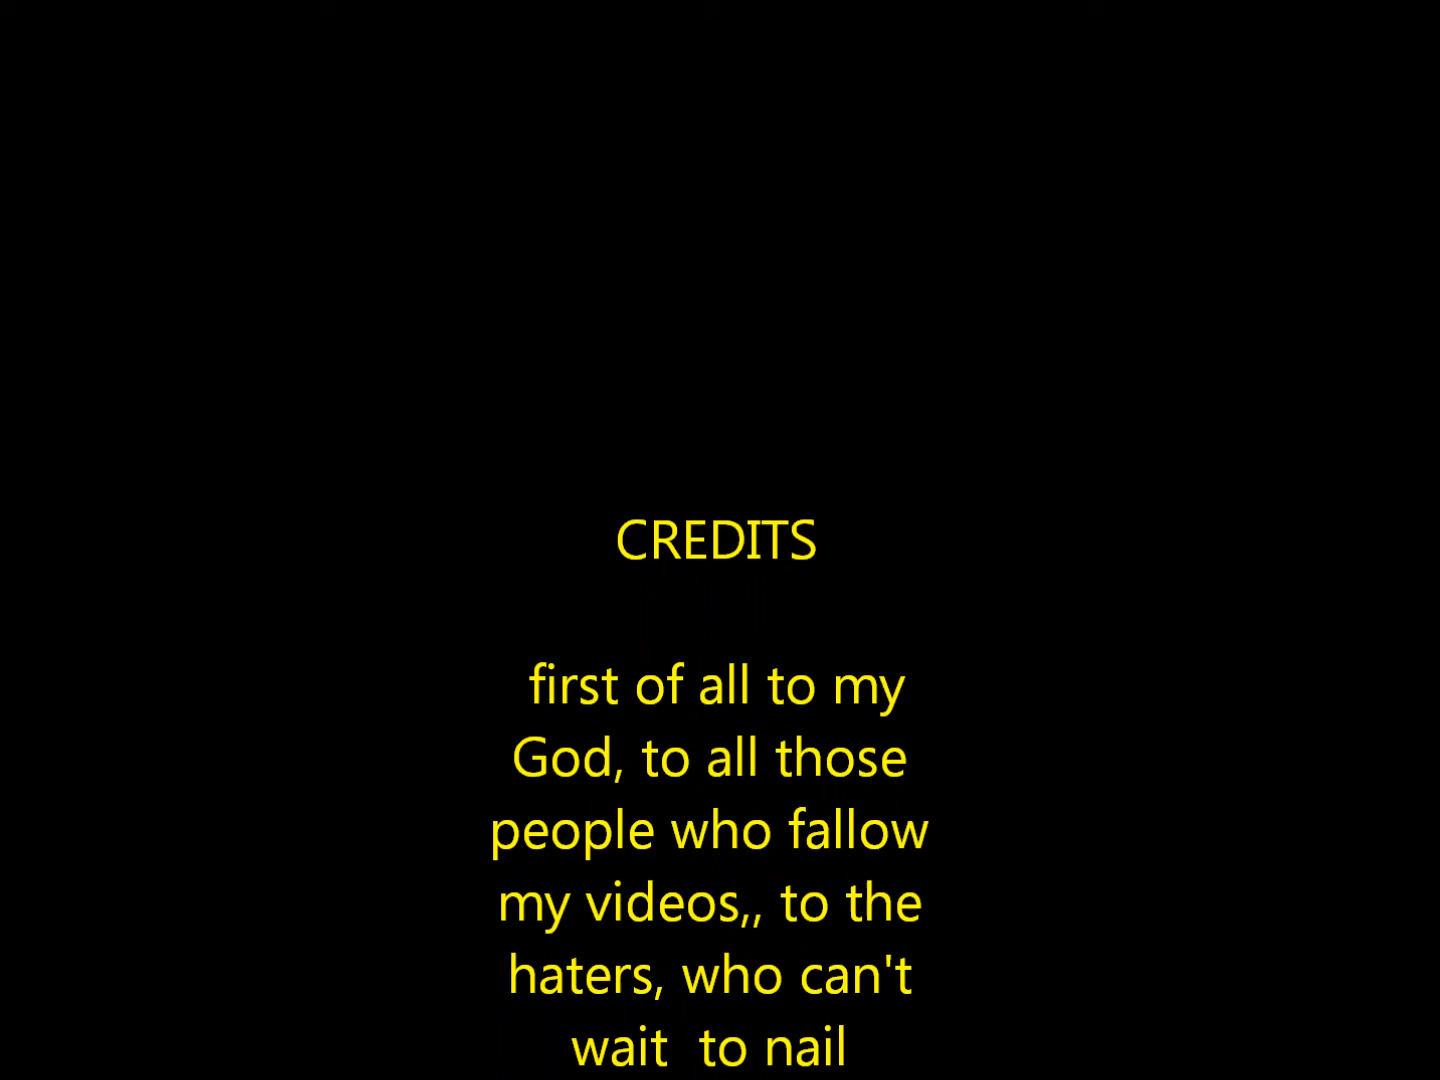 CREDITS
first of all to my
God, to all those
people who fallow
my videos,, to the
haters, who can't
wait  to nail